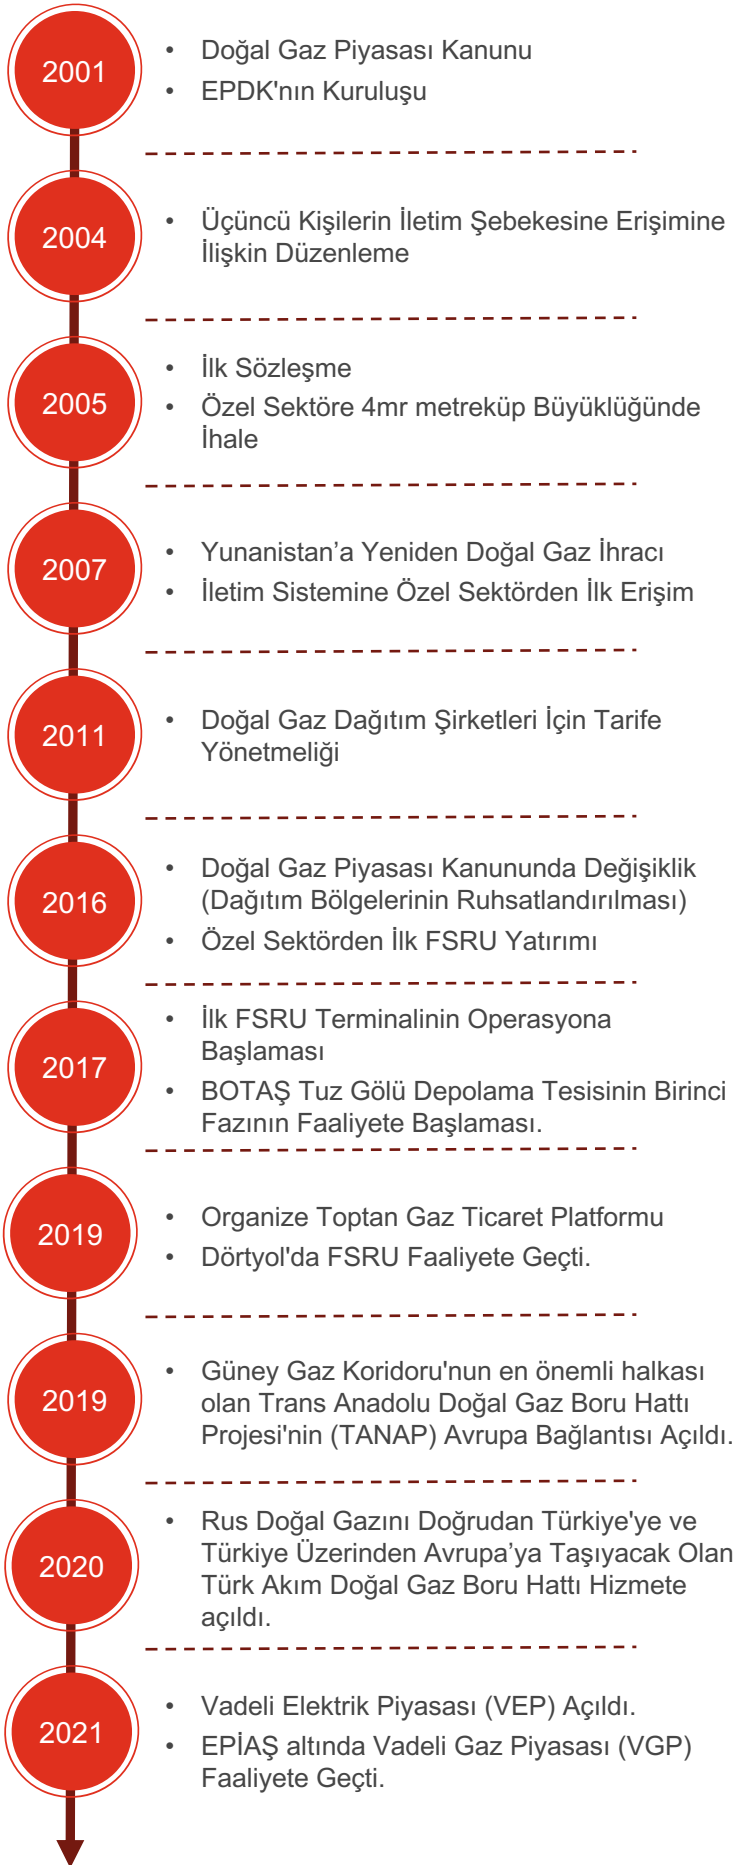 2001
• Doğal Gaz Piyasası Kanunu
• EPDK'nın Kuruluşu
2004
• Üçüncü Kişilerin İletim Şebekesine Erişimine
İlişkin Düzenleme
2005
• İlk Sözleşme
• Özel Sektöre 4mr metreküp Büyüklüğünde
İhale
2007
• Yunanistan’a Yeniden Doğal Gaz İhracı
• İletim Sistemine Özel Sektörden İlk Erişim
2011
• Doğal Gaz Dağıtım Şirketleri İçin Tarife
Yönetmeliği
2016
• Doğal Gaz Piyasası Kanununda Değişiklik
(Dağıtım Bölgelerinin Ruhsatlandırılması)
• Özel Sektörden İlk FSRU Yatırımı
2017
• İlk FSRU Terminalinin Operasyona
Başlaması
• BOTAŞ Tuz Gölü Depolama Tesisinin Birinci
Fazının Faaliyete Başlaması.
2019
• Organize Toptan Gaz Ticaret Platformu
• Dörtyol'da FSRU Faaliyete Geçti.
2019
• Güney Gaz Koridoru'nun en önemli halkası
olan Trans Anadolu Doğal Gaz Boru Hattı
Projesi'nin (TANAP) Avrupa Bağlantısı Açıldı.
2020
• Rus Doğal Gazını Doğrudan Türkiye'ye ve
Türkiye Üzerinden Avrupa’ya Taşıyacak Olan
Türk Akım Doğal Gaz Boru Hattı Hizmete
açıldı.
2021
• Vadeli Elektrik Piyasası (VEP) Açıldı.
• EPİAŞ altında Vadeli Gaz Piyasası (VGP)
Faaliyete Geçti.